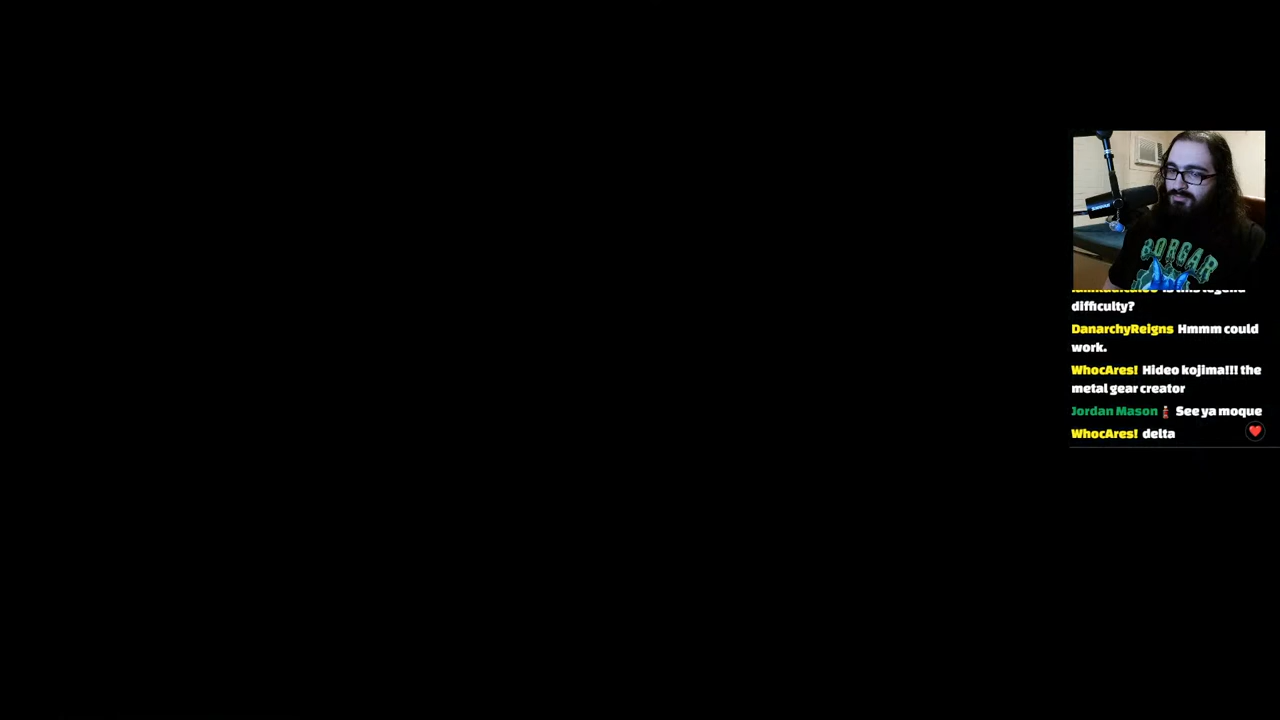 SHURE
BORGAR
difficulty?
DanarchyReigns Hmmm could
work.
WhocAres! Hideo kojima!!! the
metal gear creator
Jordan Mason See ya moque
WhocAres! delta